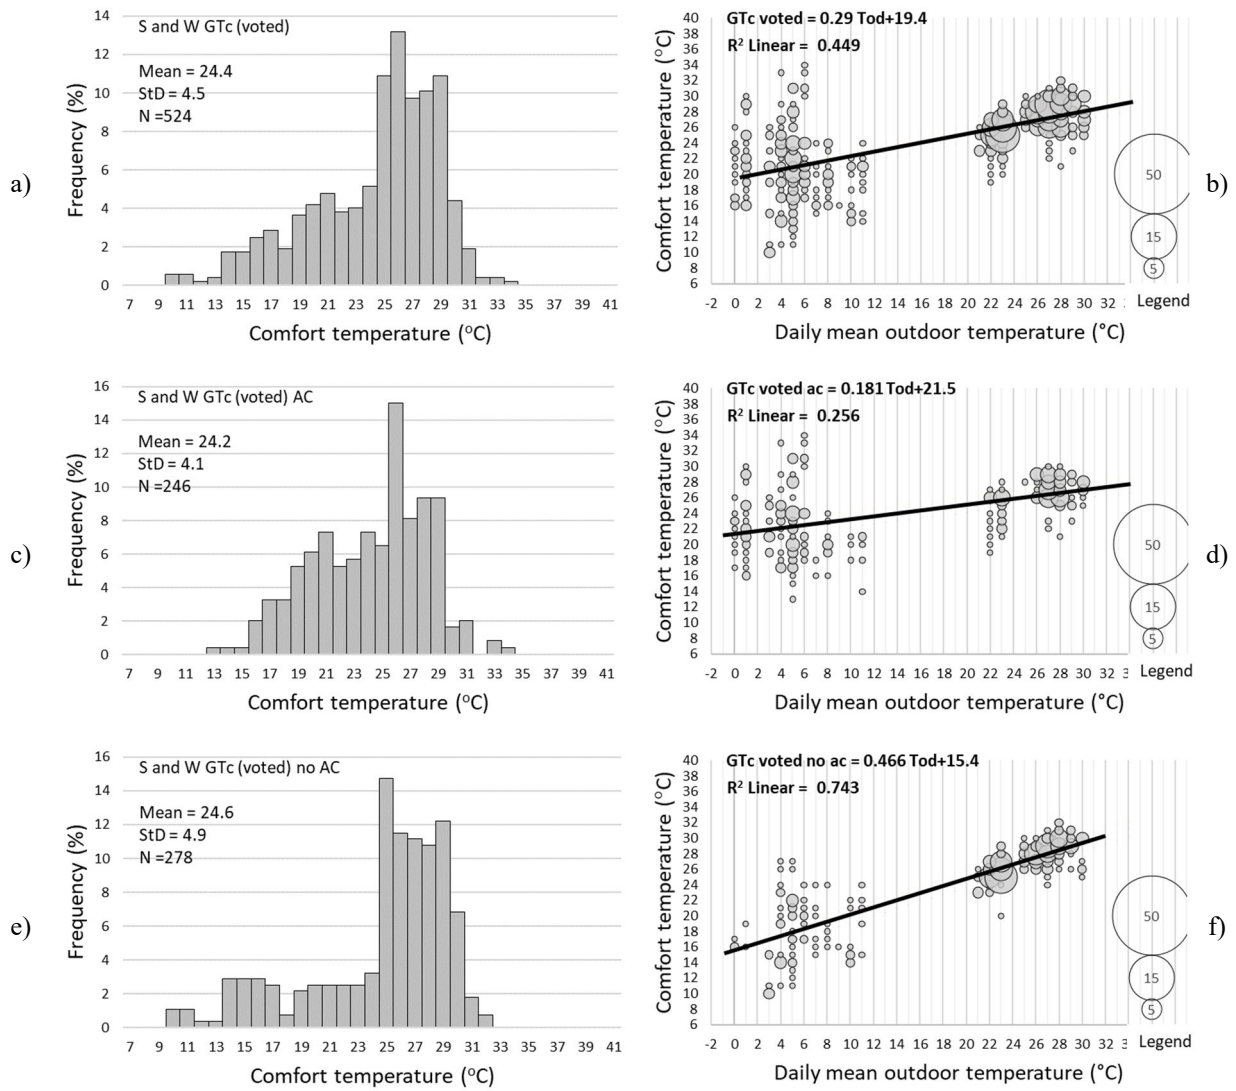 a)
S and W GTc (voted)
Mean = 24.4
StD = 4.5
N =524
Frequency (%)
14
12
10
8
6
4
2
0
7 9 11 13 15 17 19 21 23 25 27 29 31 33 35 37 39 41
Comfort temperature (°C)
b)
GTc voted = 0.29 Tod+19.4
R² Linear = 0.449
Comfort temperature (°C)
40
38
36
34
32
30
28
26
24
22
20
18
16
14
12
10
8
6
-2 0 2 4 6 8 10 12 14 16 18 20 22 24 26 28 30 32
Daily mean outdoor temperature (°C)
50
15
5
Legend
c)
S and W GTc (voted) AC
Mean = 24.2
StD = 4.1
N =246
Frequency (%)
16
14
12
10
8
6
4
2
0
7 9 11 13 15 17 19 21 23 25 27 29 31 33 35 37 39 41
Comfort temperature (°C)
d)
GTc voted ac = 0.181 Tod+21.5
R² Linear = 0.256
Comfort temperature (°C)
40
38
36
34
32
30
28
26
24
22
20
18
16
14
12
10
8
6
-2 0 2 4 6 8 10 12 14 16 18 20 22 24 26 28 30 32
Daily mean outdoor temperature (°C)
50
15
5
Legend
e)
S and W GTc (voted) no AC
Mean = 24.6
StD = 4.9
N =278
Frequency (%)
16
14
12
10
8
6
4
2
0
7 9 11 13 15 17 19 21 23 25 27 29 31 33 35 37 39 41
Comfort temperature (°C)
f)
GTc voted no ac = 0.466 Tod+15.4
R² Linear = 0.743
Comfort temperature (°C)
40
38
36
34
32
30
28
26
24
22
20
18
16
14
12
10
8
6
-2 0 2 4 6 8 10 12 14 16 18 20 22 24 26 28 30 32
Daily mean outdoor temperature (°C)
50
15
5
Legend